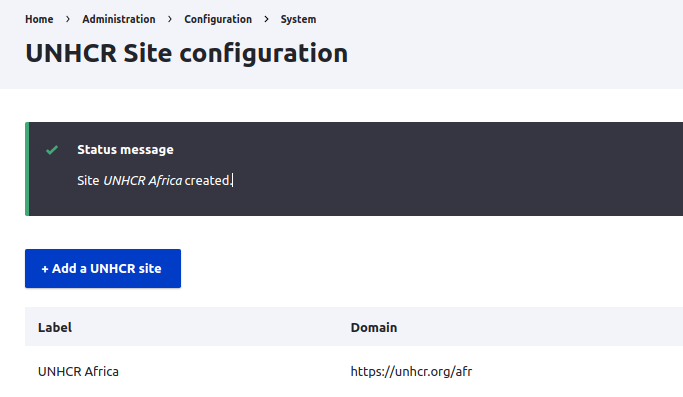 Home > Administration > Configuration > System
UNHCR Site configuration
Status message
Site UNHCR Africa created.
+ Add a UNHCR site
Label Domain
UNHCR Africa https://unhcr.org/afr